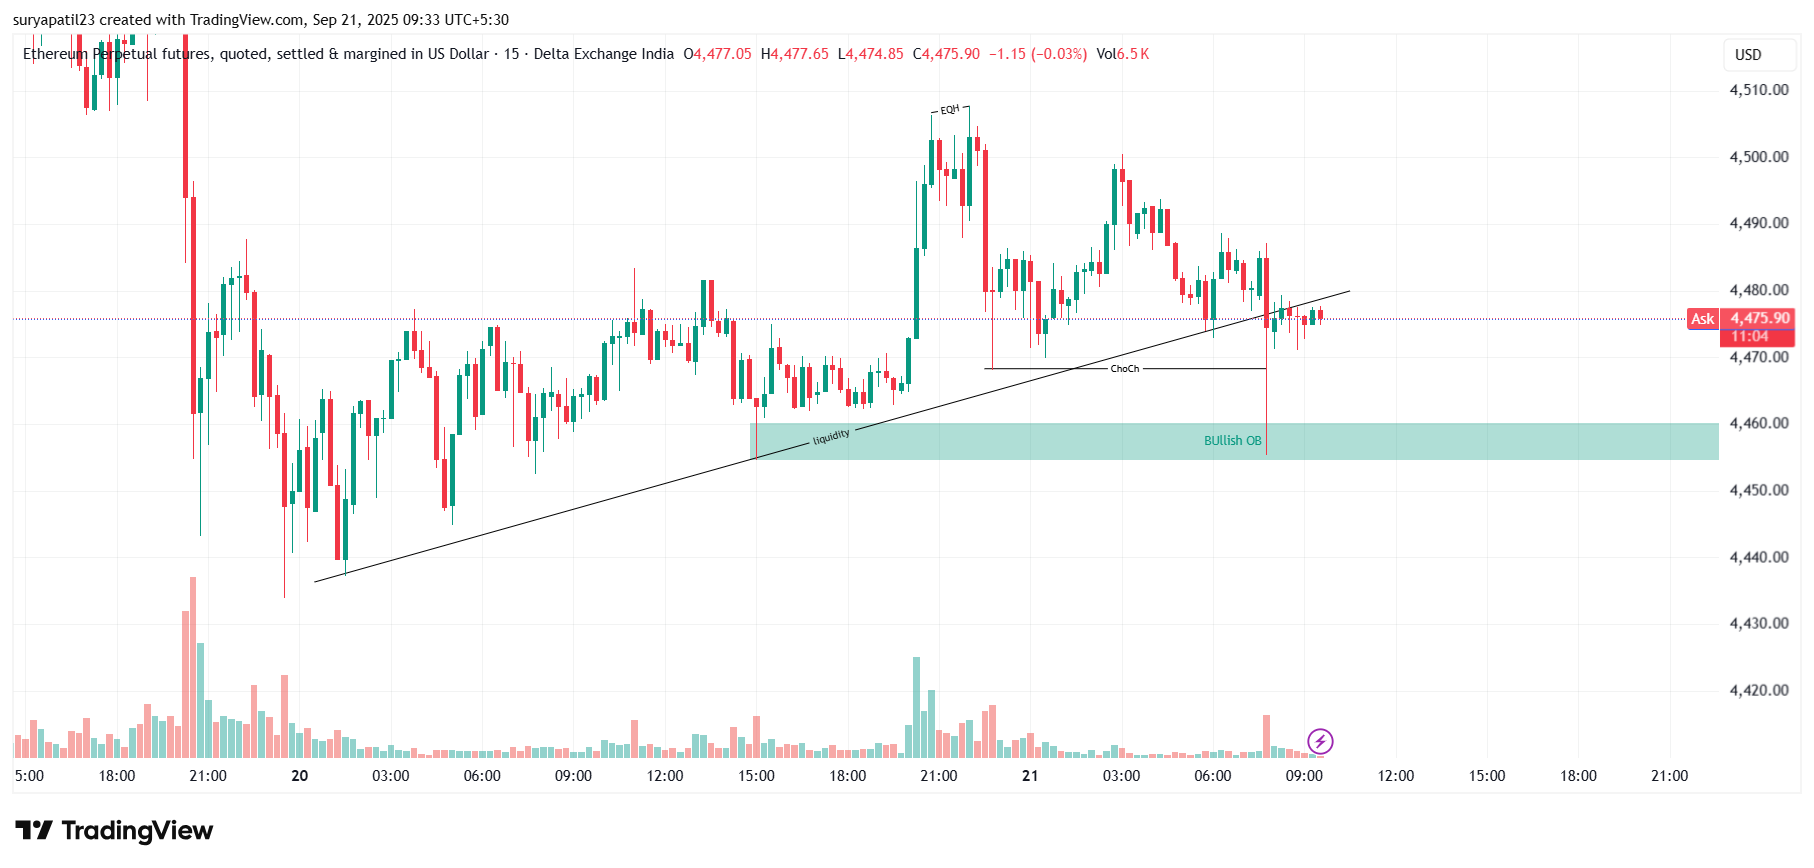 suryapatil23 created with TradingView.com, Sep 21, 2025 09:33 UTC+5:30
Ethereum Perpetual futures, quoted, settled & margined in US Dollar · 15 · Delta Exchange India O4,477.05 H4,477.65 L4,474.85 C4,475.90 −1.15 (−0.03%) Vol6.5 K
USD
4,510.00
EQH
4,500.00
4,490.00
4,480.00
Ask 4,475.90
11:04
4,470.00
ChoCh
4,460.00
liquidity
BUllish OB
4,450.00
4,440.00
4,430.00
4,420.00
5:00 18:00 21:00 20 03:00 06:00 09:00 12:00 15:00 18:00 21:00 21 03:00 06:00 09:00 12:00 15:00 18:00 21:00
TradingView